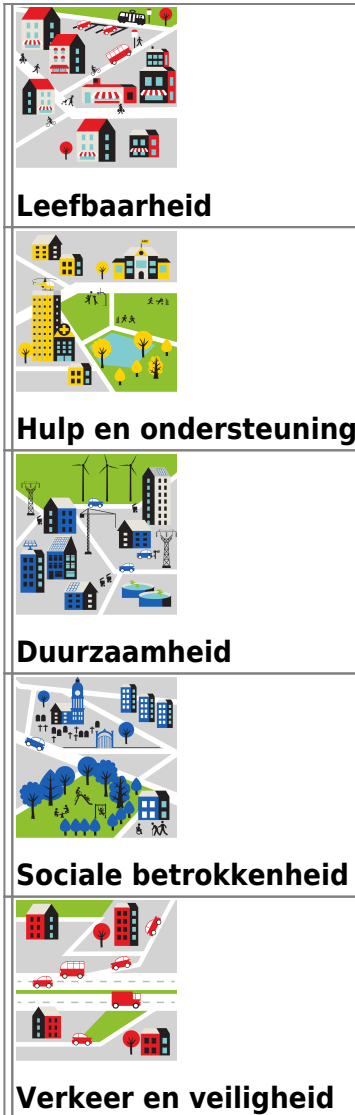 Leefbaarheid
Hulp en ondersteuning
Duurzaamheid
Sociale betrokkenheid
Verkeer en veiligheid